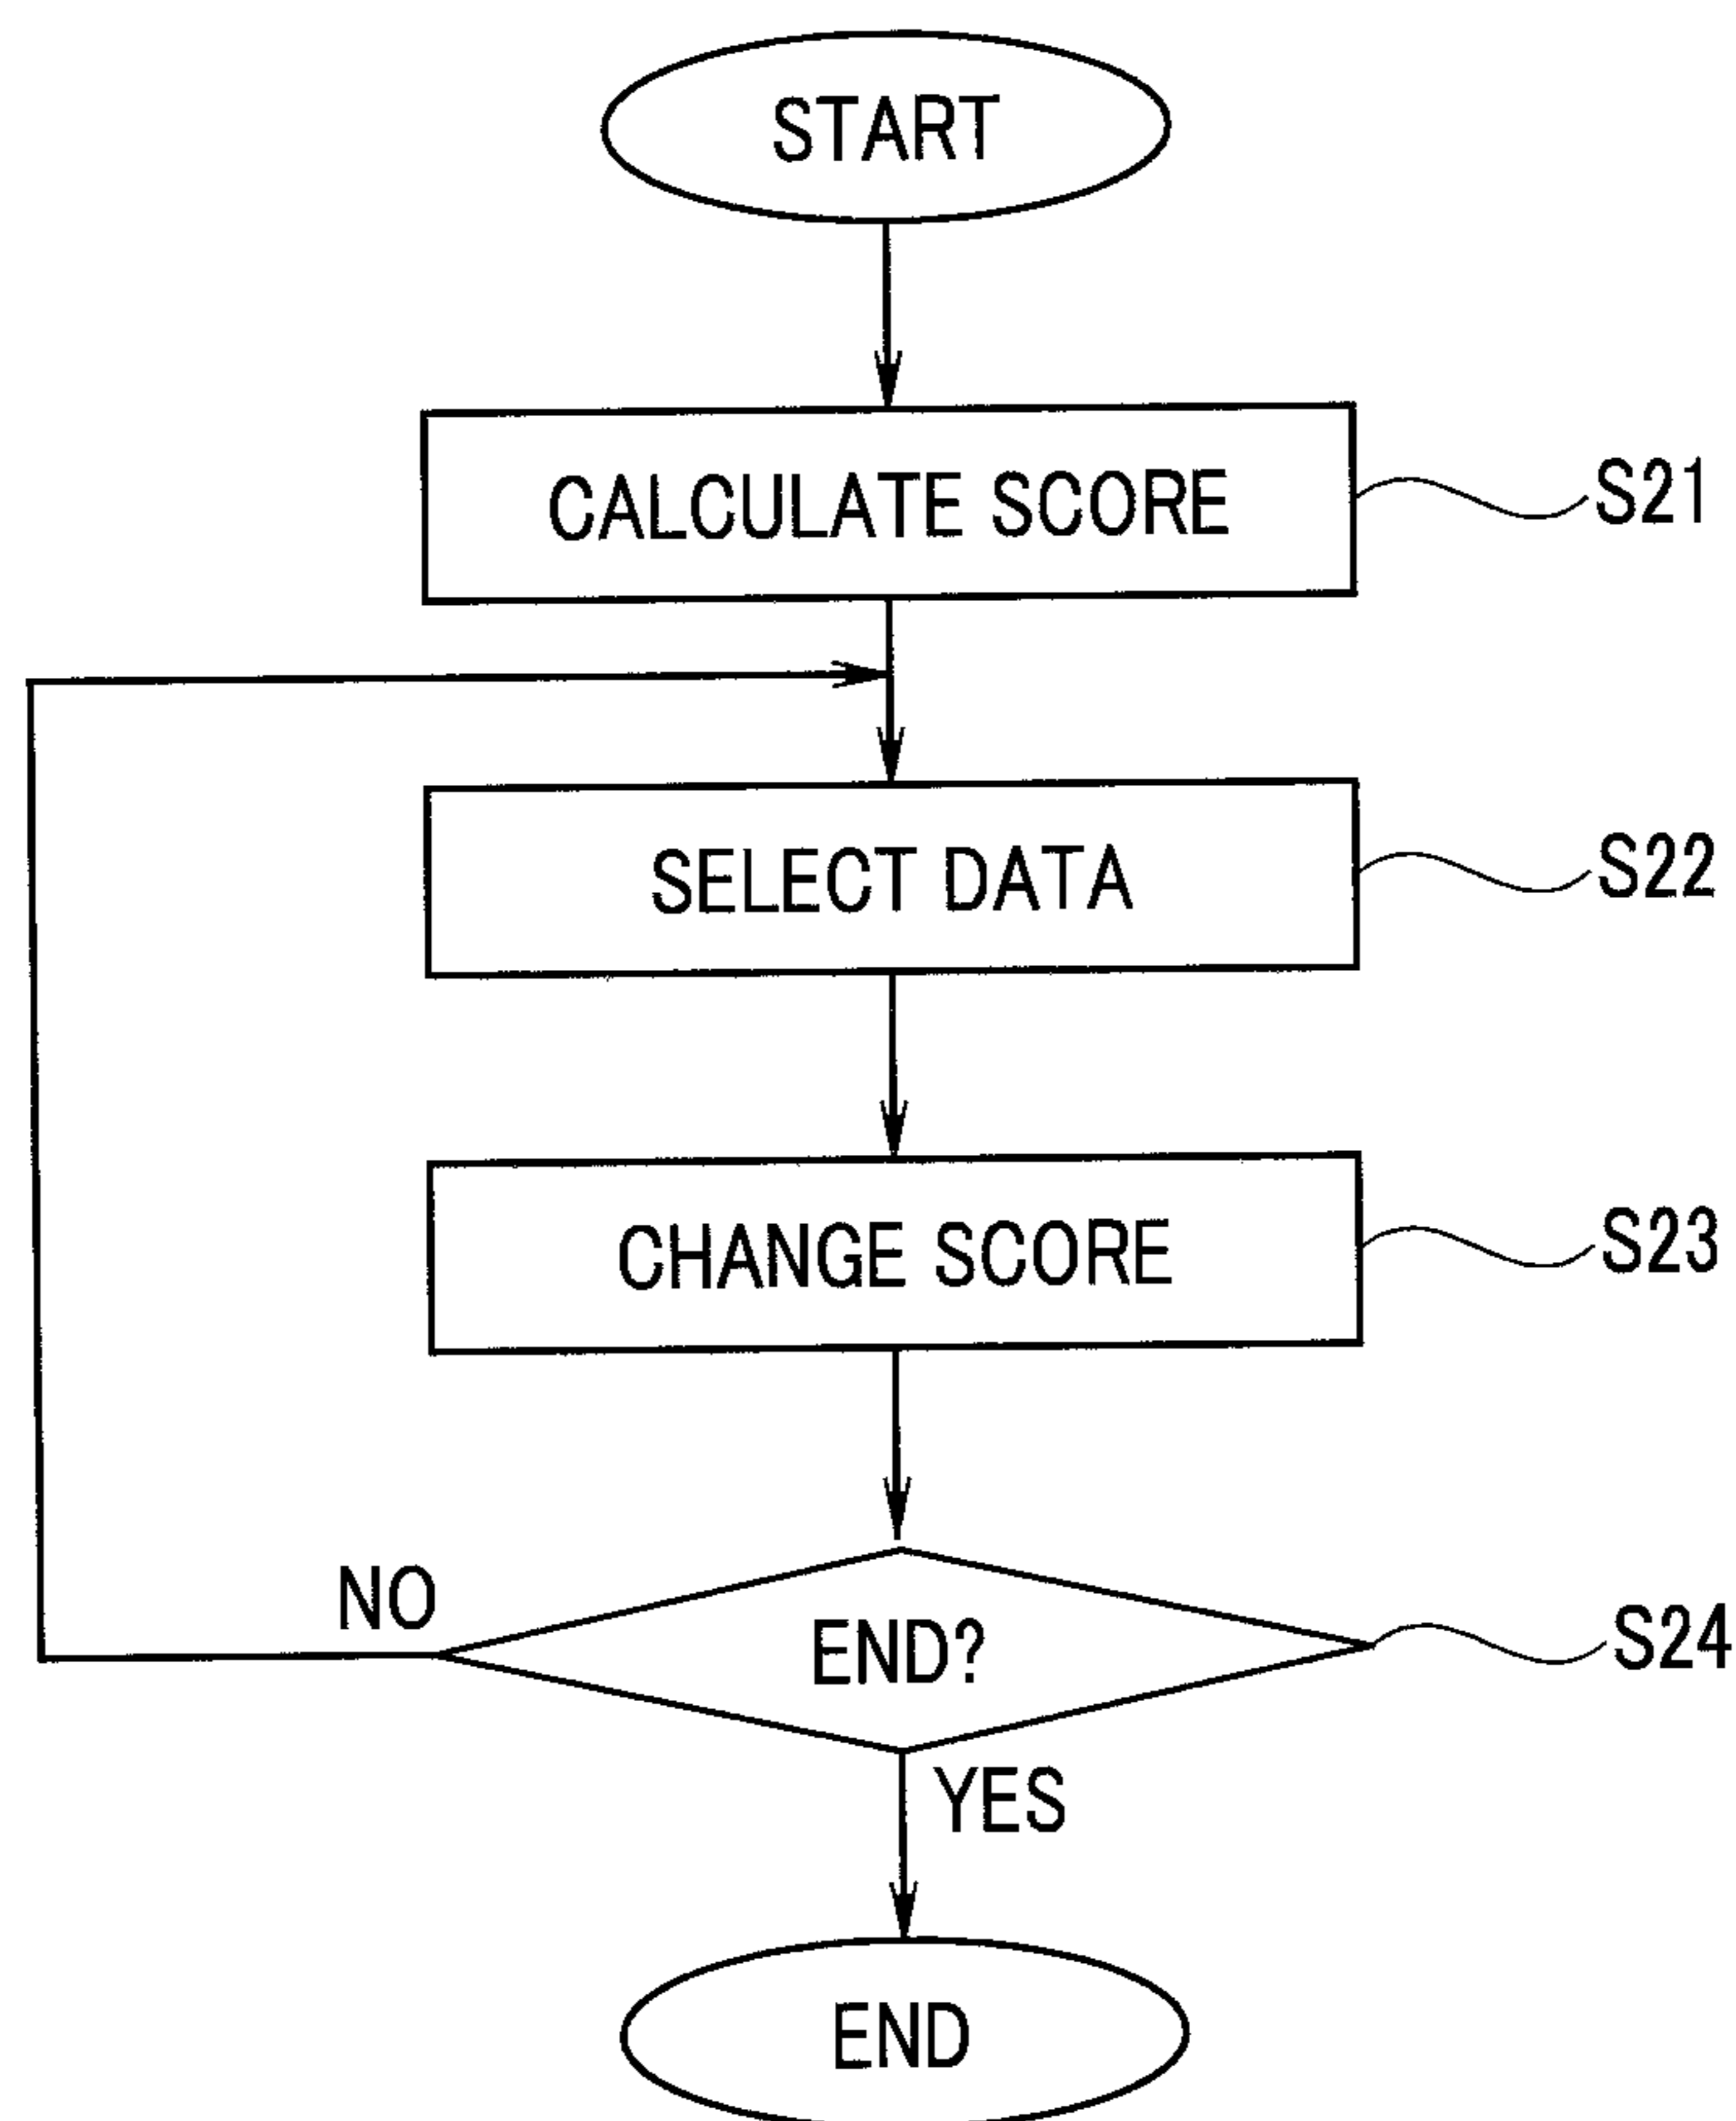 START
CALCULATE SCORE
S21
SELECT DATA
S22
CHANGE SCORE
S23
NO
END?
S24
YES
END